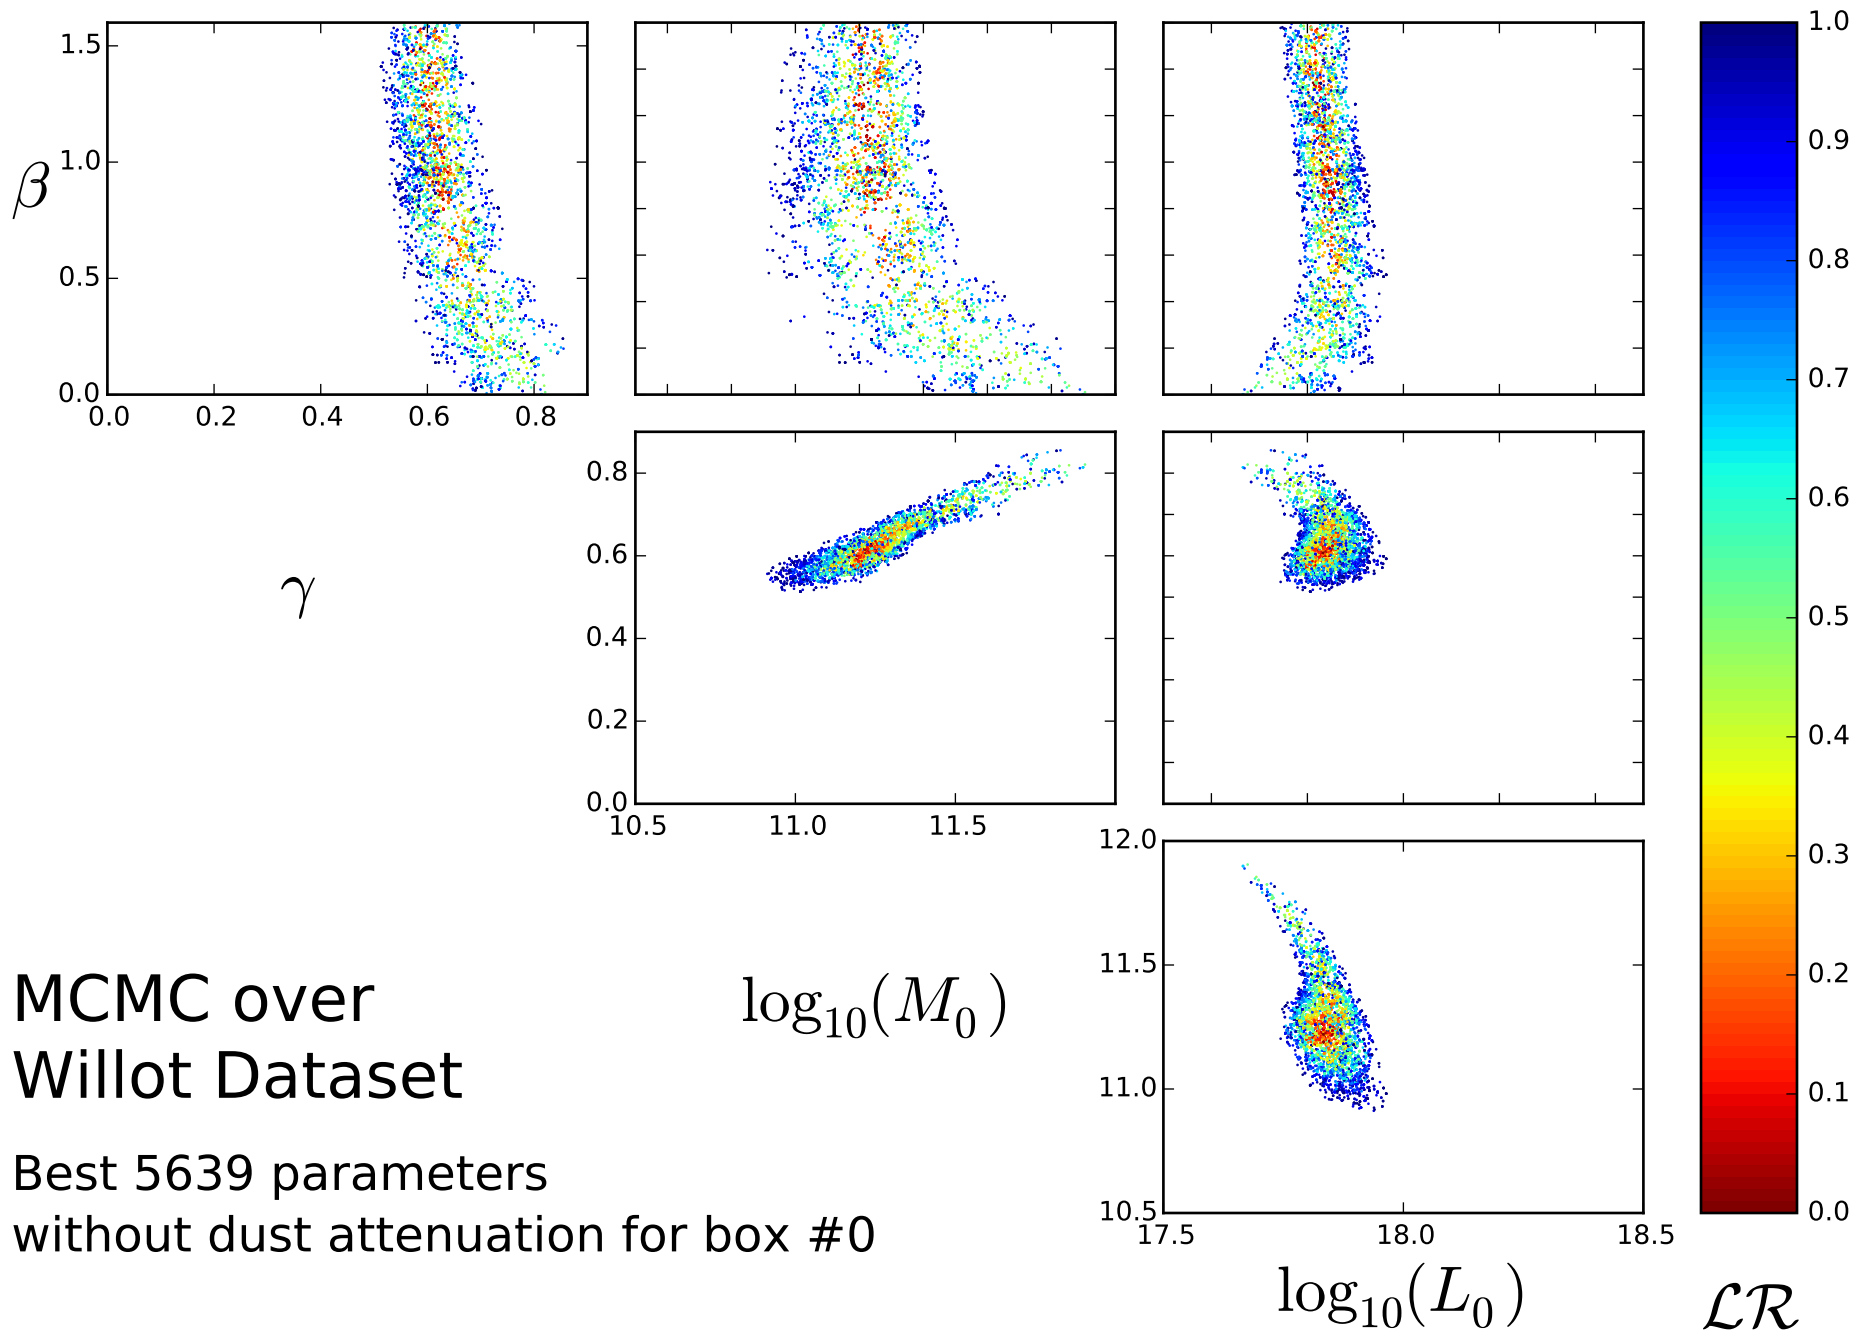 β
1.5
1.0
0.5
0.0
0.0 0.2 0.4 0.6 0.8
γ
0.8
0.6
0.4
0.2
0.0
10.5 11.0 11.5
12.0
11.5
11.0
10.5
17.5 18.0 18.5
log₁₀(M₀)
log₁₀(L₀)
MCMC over
Willot Dataset
Best 5639 parameters
without dust attenuation for box #0
1.0
0.9
0.8
0.7
0.6
0.5
0.4
0.3
0.2
0.1
0.0
ℒℛ